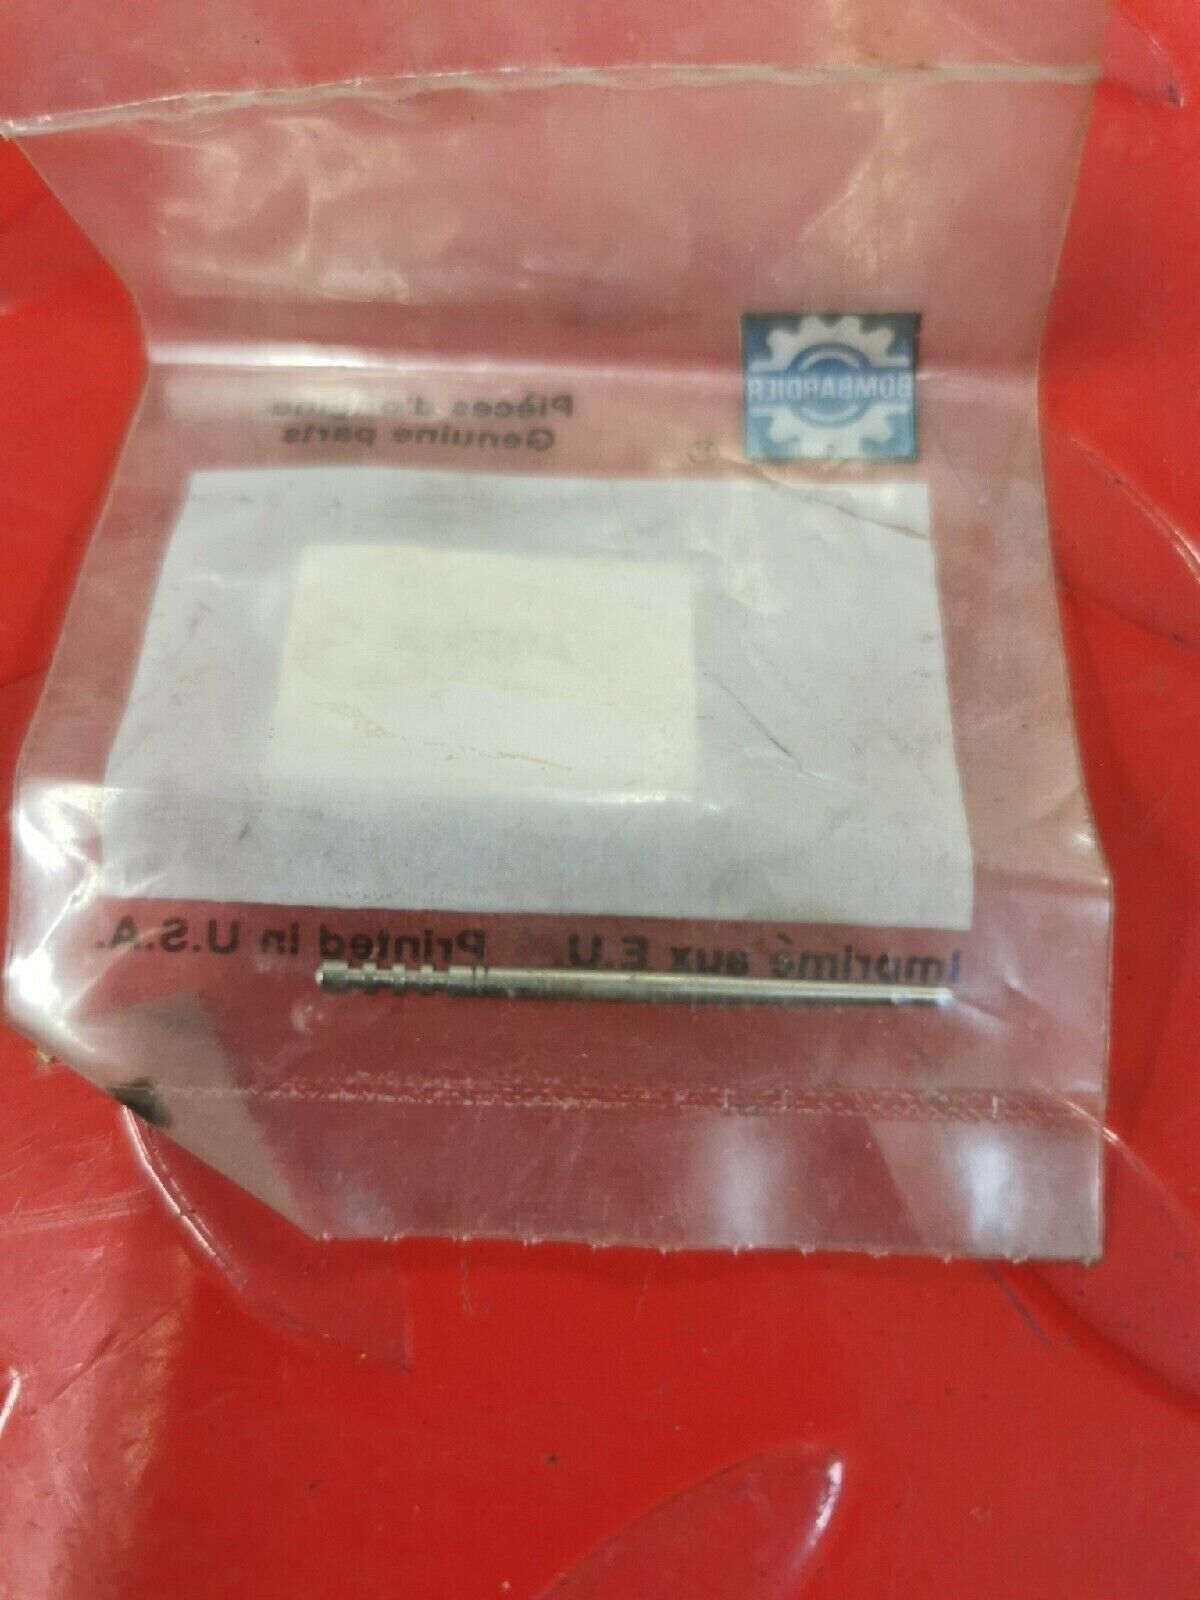 BOMBARDIER
Pièces d'origine
Genuine parts
Imprimé aux E.U. Printed in U.S.A.